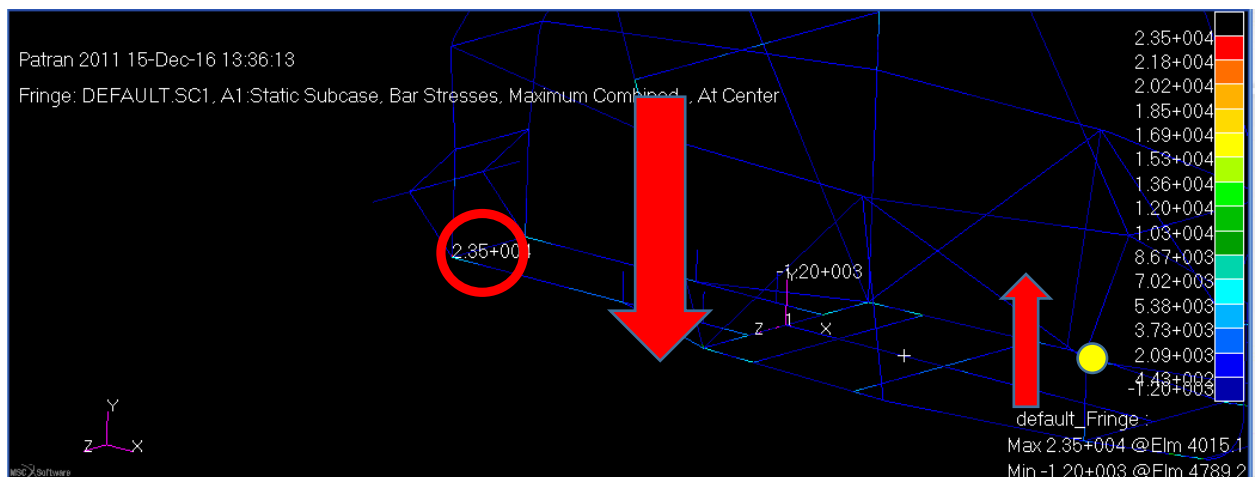 Patran 2011 15-Dec-16 13:36:13
Fringe: DEFAULT.SC1, A1:Static Subcase, Bar Stresses, Maximum Combined, , At Center
2.35+004
2.18+004
2.02+004
1.85+004
1.69+004
1.53+004
1.36+004
1.20+004
1.03+004
8.67+003
7.02+003
5.38+003
3.73+003
2.09+003
4.43+003
-1.20+003
2.35+004
-1.20+003
Y
Z
1
X
Y
Z
X
default_Fringe :
Max 2.35+004 @Elm 4015.1
Min -1.20+003 @Elm 4789.2
MSC Software